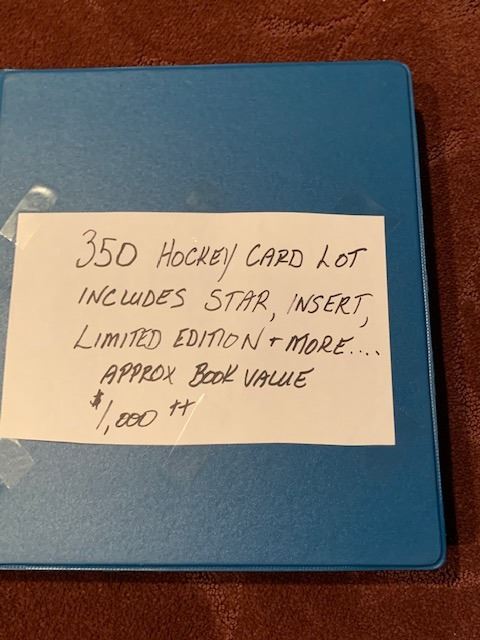 350 HOCKEY CARD LOT
INCLUDES STAR, INSERT,
LIMITED EDITION + MORE....
APPROX BOOK VALUE
$1,000 ++